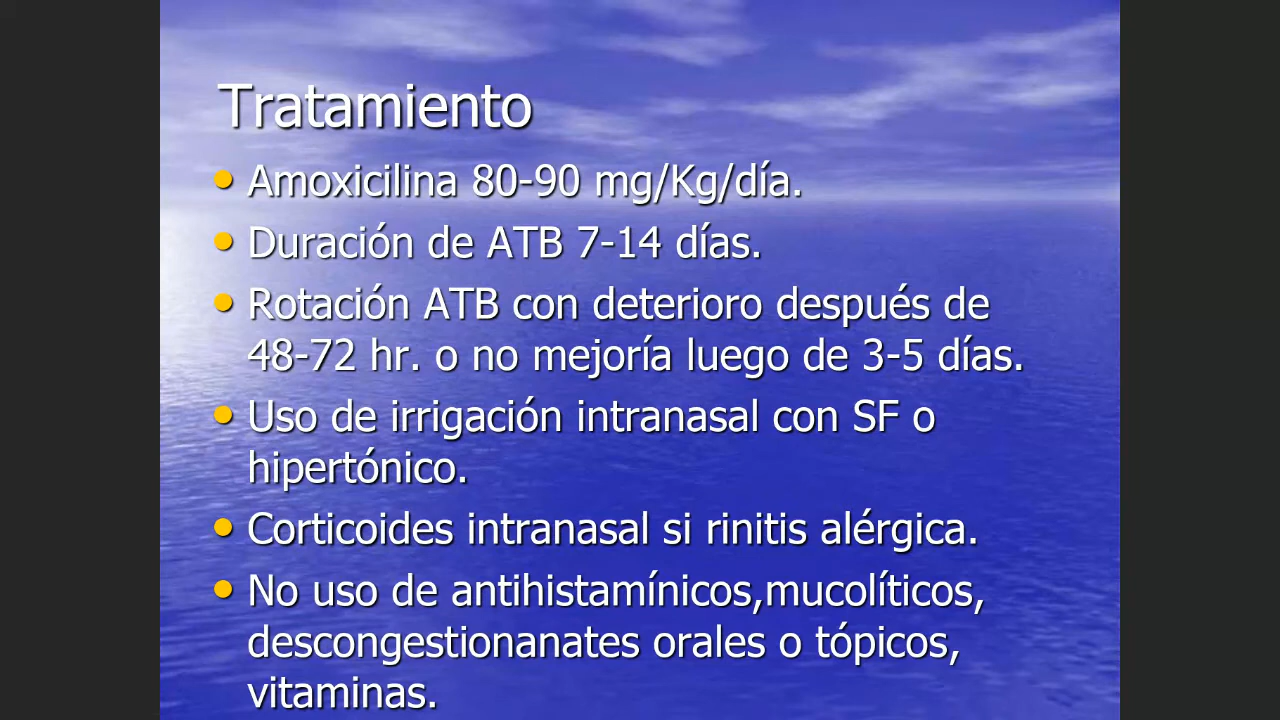 Tratamiento
• Amoxicilina 80-90 mg/Kg/día.
• Duración de ATB 7-14 días.
• Rotación ATB con deterioro después de
48-72 hr. o no mejoría luego de 3-5 días.
• Uso de irrigación intranasal con SF o
hipertónico.
• Corticoides intranasal si rinitis alérgica.
• No uso de antihistamínicos,mucolíticos,
descongestionanates orales o tópicos,
vitaminas.